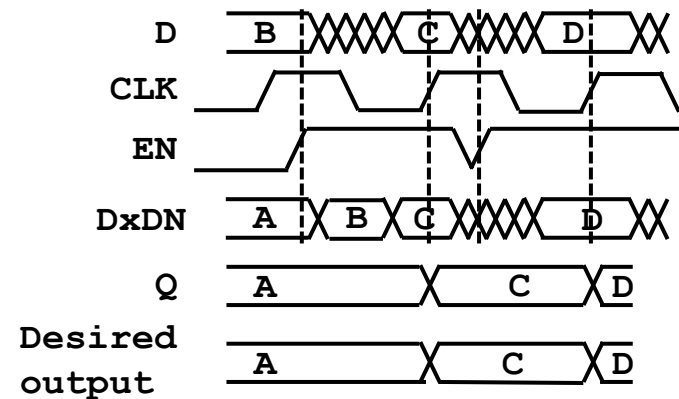 D B C D
CLK
EN
DxDN A B C D
Q A C D
Desired
output A C D